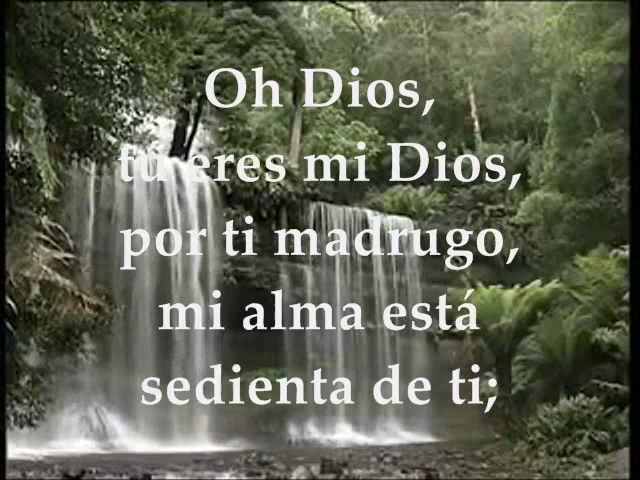 Oh Dios,
tú eres mi Dios,
por ti madrugo,
mi alma está
sedienta de ti;